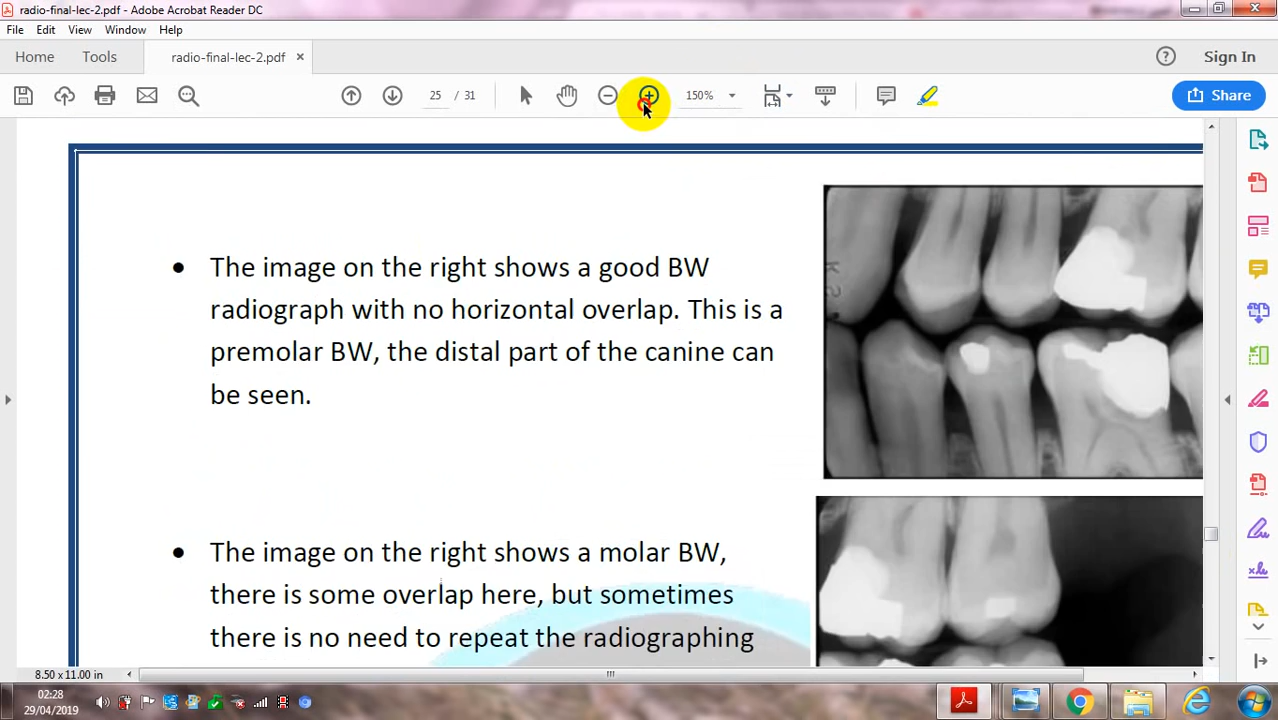 radio-final-lec-2.pdf - Adobe Acrobat Reader DC
File Edit View Window Help
Home Tools radio-final-lec-2.pdf × Sign In
25 / 31 150% Share
• The image on the right shows a good BW
radiograph with no horizontal overlap. This is a
premolar BW, the distal part of the canine can
be seen.
• The image on the right shows a molar BW,
there is some overlap here, but sometimes
there is no need to repeat the radiographing
8.50 x 11.00 in
02:28
29/04/2019